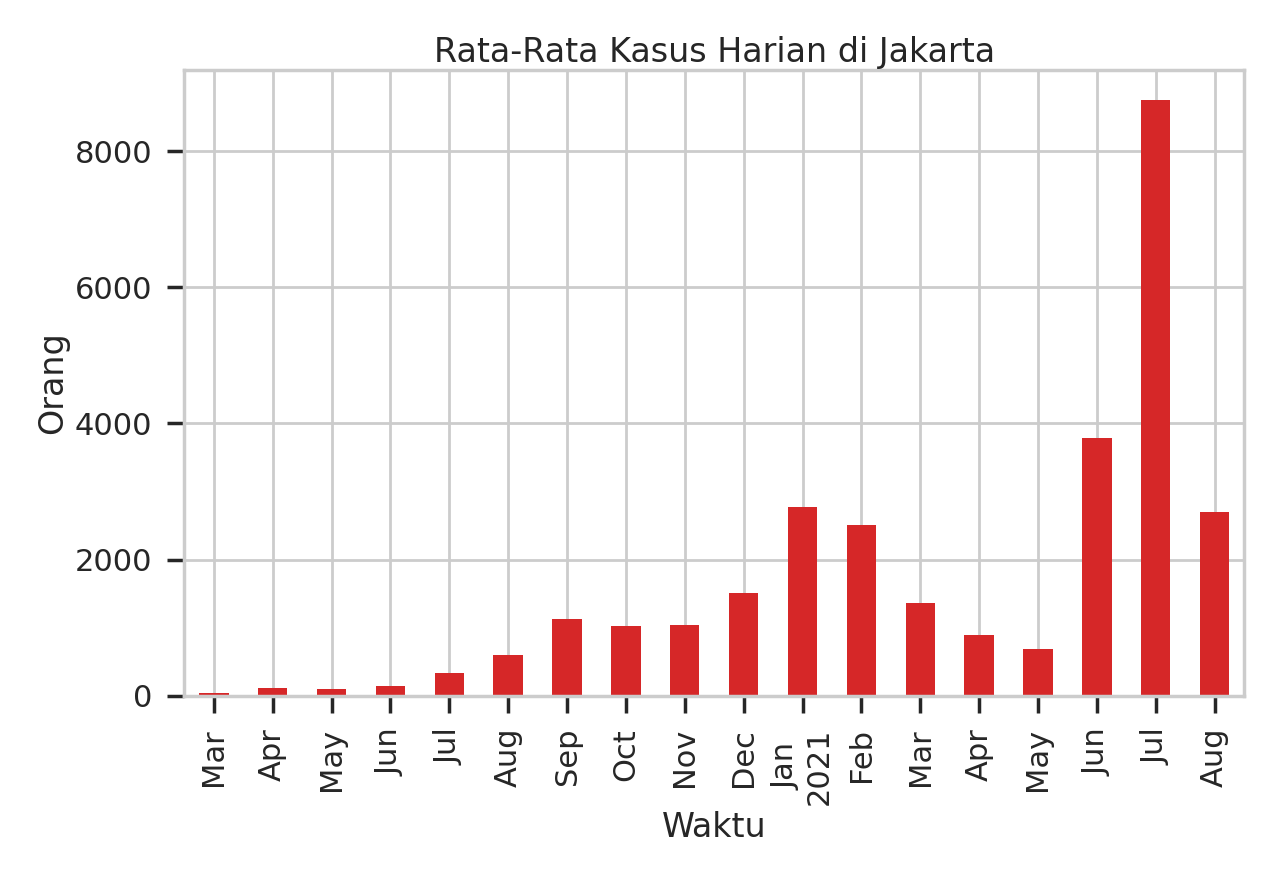 Rata-Rata Kasus Harian di Jakarta
8000
6000
4000
2000
0
Orang
Mar
Apr
May
Jun
Jul
Aug
Sep
Oct
Nov
Dec
Jan
2021
Feb
Mar
Apr
May
Jun
Jul
Aug
Waktu